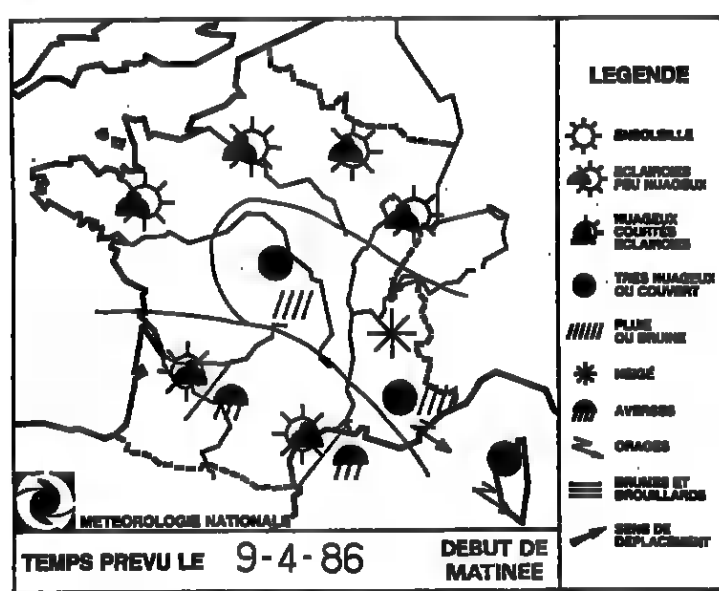 LEGENDE
ENSOLEILLE
ECLAIRCIES
PEU NUAGEUX
NUAGEUX
COURTES
ECLAIRCIES
TRES NUAGEUX
OU COUVERT
PLUIE
OU BRUINE
NEIGE
AVERSES
ORAGES
BRUMES ET
BROUILLARDS
SENS DE
DEPLACEMENT
METEOROLOGIE NATIONALE
TEMPS PREVU LE 9-4-86 DEBUT DE
MATINEE